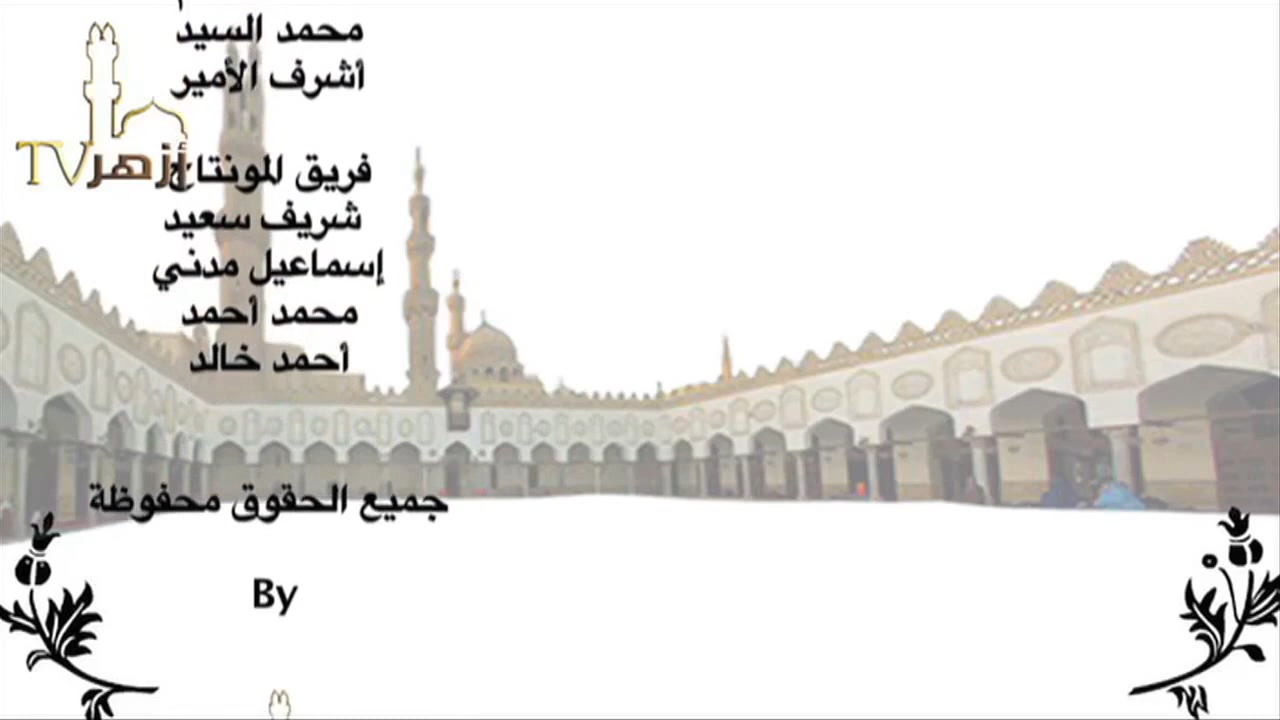 محمد السيد
أشرف الأمير
أزهر TV
فريق المونتاج
شريف سعيد
إسماعيل مدني
محمد أحمد
أحمد خالد
جميع الحقوق محفوظة
By